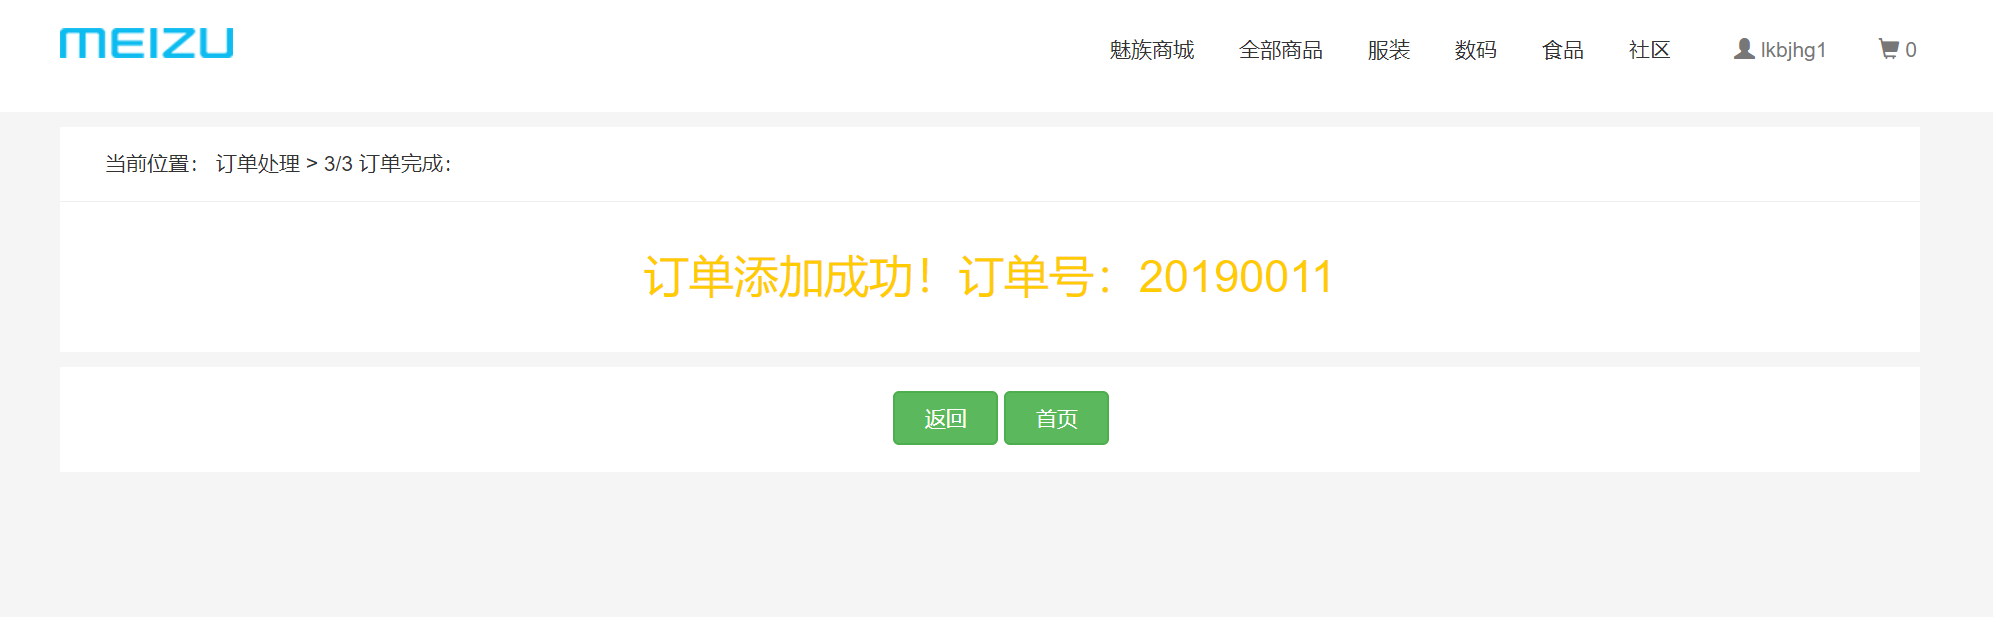 MEIZU
魅族商城 全部商品 服装 数码 食品 社区 lkbjhg1 0
当前位置： 订单处理 > 3/3 订单完成：
订单添加成功！订单号：20190011
返回 首页